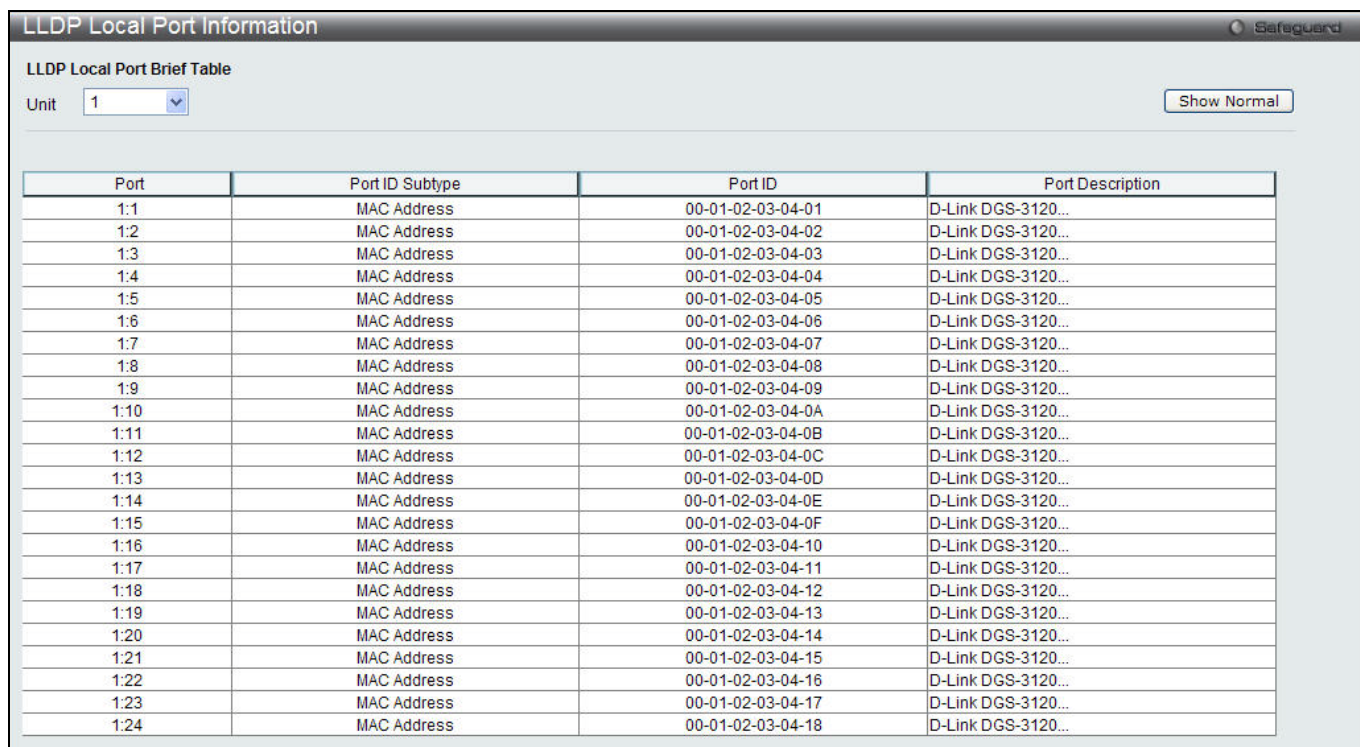 LLDP Local Port Information Safeguard
LLDP Local Port Brief Table
Unit 1 Show Normal
Port Port ID Subtype Port ID Port Description
1:1 MAC Address 00-01-02-03-04-01 D-Link DGS-3120...
1:2 MAC Address 00-01-02-03-04-02 D-Link DGS-3120...
1:3 MAC Address 00-01-02-03-04-03 D-Link DGS-3120...
1:4 MAC Address 00-01-02-03-04-04 D-Link DGS-3120...
1:5 MAC Address 00-01-02-03-04-05 D-Link DGS-3120...
1:6 MAC Address 00-01-02-03-04-06 D-Link DGS-3120...
1:7 MAC Address 00-01-02-03-04-07 D-Link DGS-3120...
1:8 MAC Address 00-01-02-03-04-08 D-Link DGS-3120...
1:9 MAC Address 00-01-02-03-04-09 D-Link DGS-3120...
1:10 MAC Address 00-01-02-03-04-0A D-Link DGS-3120...
1:11 MAC Address 00-01-02-03-04-0B D-Link DGS-3120...
1:12 MAC Address 00-01-02-03-04-0C D-Link DGS-3120...
1:13 MAC Address 00-01-02-03-04-0D D-Link DGS-3120...
1:14 MAC Address 00-01-02-03-04-0E D-Link DGS-3120...
1:15 MAC Address 00-01-02-03-04-0F D-Link DGS-3120...
1:16 MAC Address 00-01-02-03-04-10 D-Link DGS-3120...
1:17 MAC Address 00-01-02-03-04-11 D-Link DGS-3120...
1:18 MAC Address 00-01-02-03-04-12 D-Link DGS-3120...
1:19 MAC Address 00-01-02-03-04-13 D-Link DGS-3120...
1:20 MAC Address 00-01-02-03-04-14 D-Link DGS-3120...
1:21 MAC Address 00-01-02-03-04-15 D-Link DGS-3120...
1:22 MAC Address 00-01-02-03-04-16 D-Link DGS-3120...
1:23 MAC Address 00-01-02-03-04-17 D-Link DGS-3120...
1:24 MAC Address 00-01-02-03-04-18 D-Link DGS-3120...